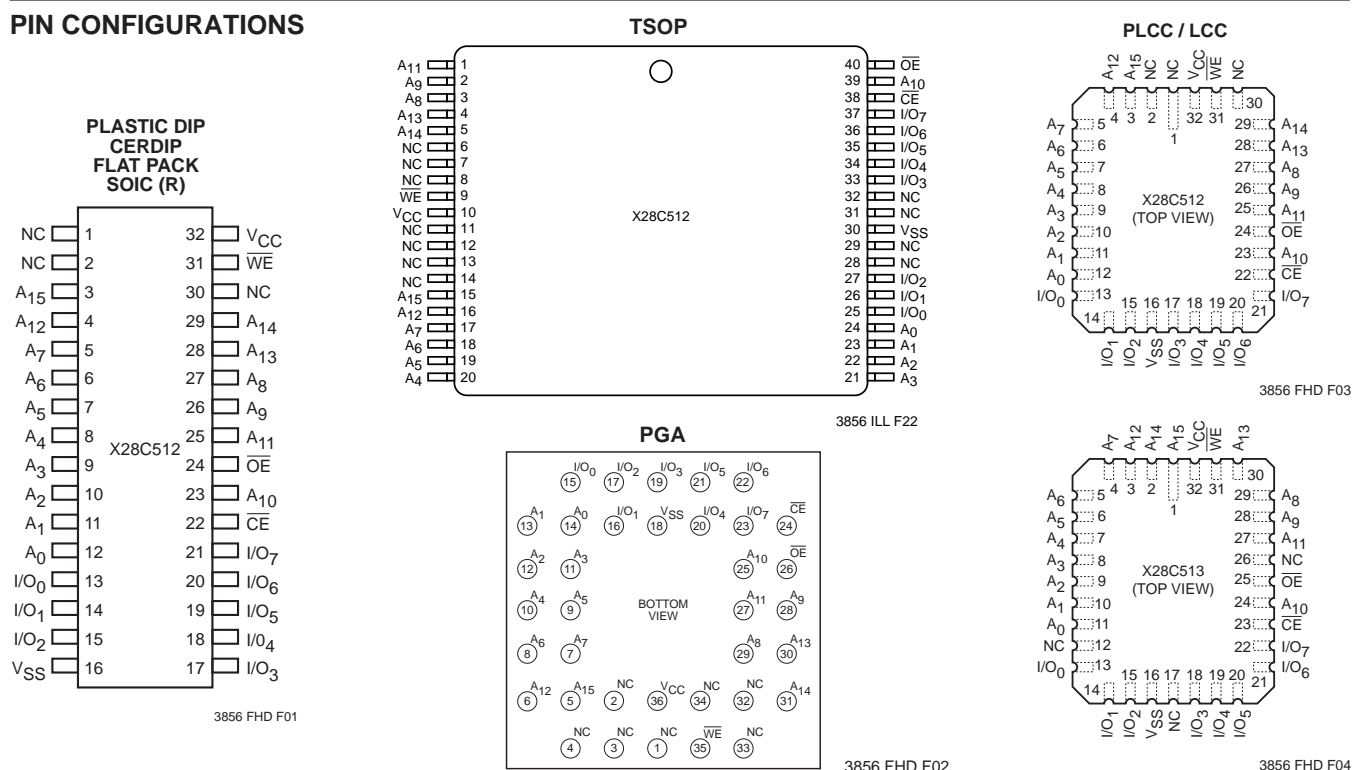 PIN CONFIGURATIONS
PLASTIC DIP
CERDIP
FLAT PACK
SOIC (R)
NC 1 32 VCC
NC 2 31 WE
A15 3 30 NC
A12 4 29 A14
A7 5 28 A13
A6 6 27 A8
A5 7 26 A9
A4 8 25 A11
X28C512
A3 9 24 OE
A2 10 23 A10
A1 11 22 CE
A0 12 21 I/O7
I/O0 13 20 I/O6
I/O1 14 19 I/O5
I/O2 15 18 I/04
VSS 16 17 I/O3
3856 FHD F01
TSOP
A11 1 40 OE
A9 2 39 A10
A8 3 38 CE
A13 4 37 I/O7
A14 5 36 I/O6
NC 6 35 I/O5
NC 7 34 I/O4
NC 8 33 I/O3
WE 9 32 NC
VCC 10 31 NC
X28C512
NC 11 30 VSS
NC 12 29 NC
NC 13 28 NC
NC 14 27 I/O2
A15 15 26 I/O1
A12 16 25 I/O0
A7 17 24 A0
A6 18 23 A1
A5 19 22 A2
A4 20 21 A3
3856 ILL F22
PGA
I/O0 I/O2 I/O3 I/O5 I/O6
15 17 19 21 22
A1 A0 I/O1 VSS I/O4 I/O7 CE
13 14 16 18 20 23 24
A2 A3 A10 OE
12 11 25 26
A4 A5 A11 A9
10 9 27 28
BOTTOM
VIEW
A6 A7 A8 A13
8 7 29 30
A12 A15 NC VCC NC NC A14
6 5 2 36 34 32 31
NC NC NC WE NC
4 3 1 35 33
3856 FHD F02
PLCC / LCC
A12 A15 NC NC VCC WE NC
4 3 2 1 32 31 30
A7 5 29 A14
A6 6 28 A13
A5 7 27 A8
A4 8 26 A9
X28C512
(TOP VIEW)
A3 9 25 A11
A2 10 24 OE
A1 11 23 A10
A0 12 22 CE
I/O0 13 21 I/O7
14 15 16 17 18 19 20
I/O1 I/O2 VSS I/O3 I/O4 I/O5 I/O6
3856 FHD F03
A7 A12 A14 A15 VCC WE A13
4 3 2 1 32 31 30
A6 5 29 A8
A5 6 28 A9
A4 7 27 A11
A3 8 26 NC
X28C513
(TOP VIEW)
A2 9 25 OE
A1 10 24 A10
A0 11 23 CE
NC 12 22 I/O7
I/O0 13 21 I/O6
14 15 16 17 18 19 20
I/O1 I/O2 VSS NC I/O3 I/O4 I/O5
3856 FHD F04